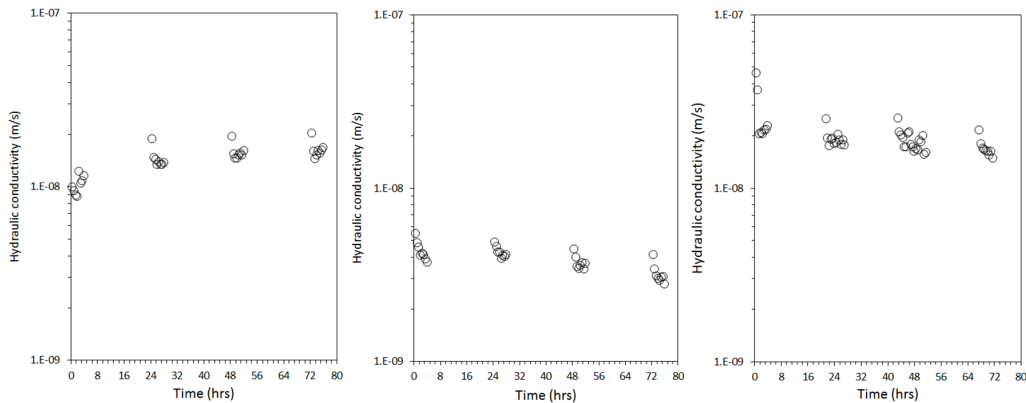 1.E-07
1.E-08
1.E-09
Hydraulic conductivity (m/s)
0 8 16 24 32 40 48 56 64 72 80
Time (hrs)
1.E-07
1.E-08
1.E-09
Hydraulic conductivity (m/s)
0 8 16 24 32 40 48 56 64 72 80
Time (hrs)
1.E-07
1.E-08
1.E-09
Hydraulic conductivity (m/s)
0 8 16 24 32 40 48 56 64 72 80
Time (hrs)